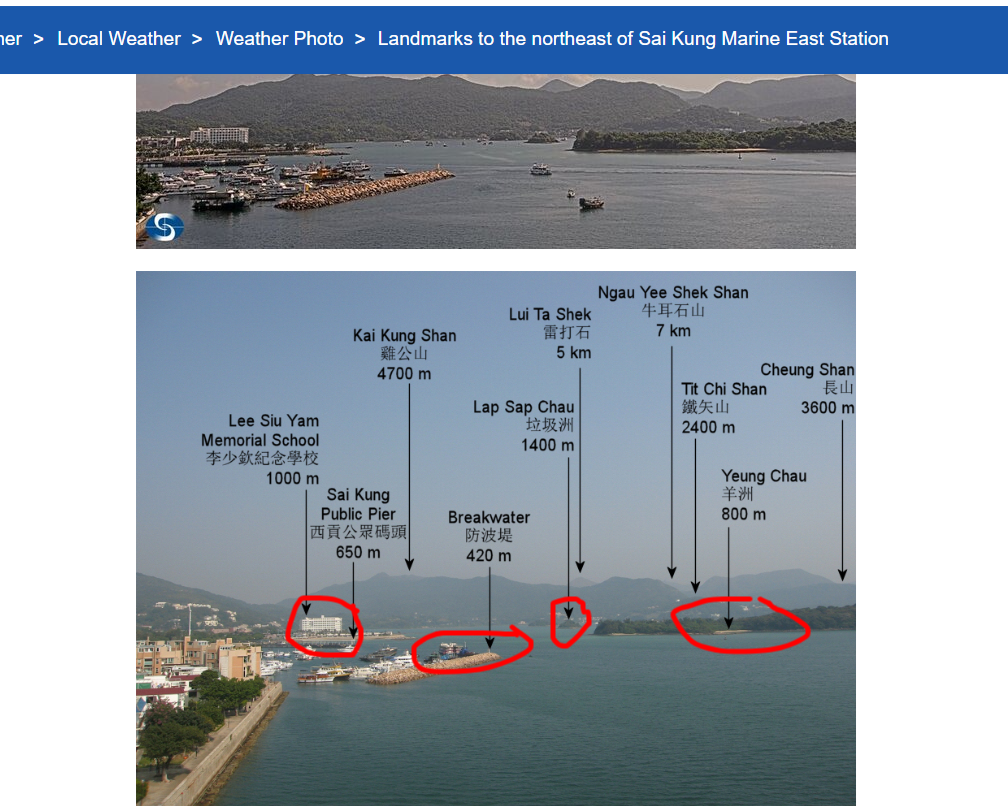 ner > Local Weather > Weather Photo > Landmarks to the northeast of Sai Kung Marine East Station
Ngau Yee Shek Shan
牛耳石山
7 km
Lui Ta Shek
雷打石
5 km
Kai Kung Shan
雞公山
4700 m
Cheung Shan
長山
3600 m
Tit Chi Shan
鐵矢山
2400 m
Lap Sap Chau
垃圾洲
1400 m
Lee Siu Yam
Memorial School
李少欽紀念學校
1000 m
Yeung Chau
羊洲
800 m
Sai Kung
Public Pier
西貢公眾碼頭
650 m
Breakwater
防波堤
420 m